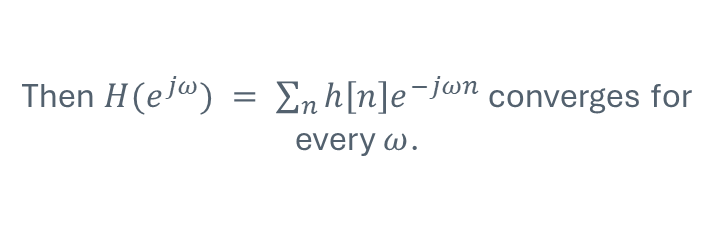 Then 𝐻(𝑒^{𝑗𝜔}) = ∑_𝑛 ℎ[𝑛]𝑒^{−𝑗𝜔𝑛} converges for
every 𝜔.